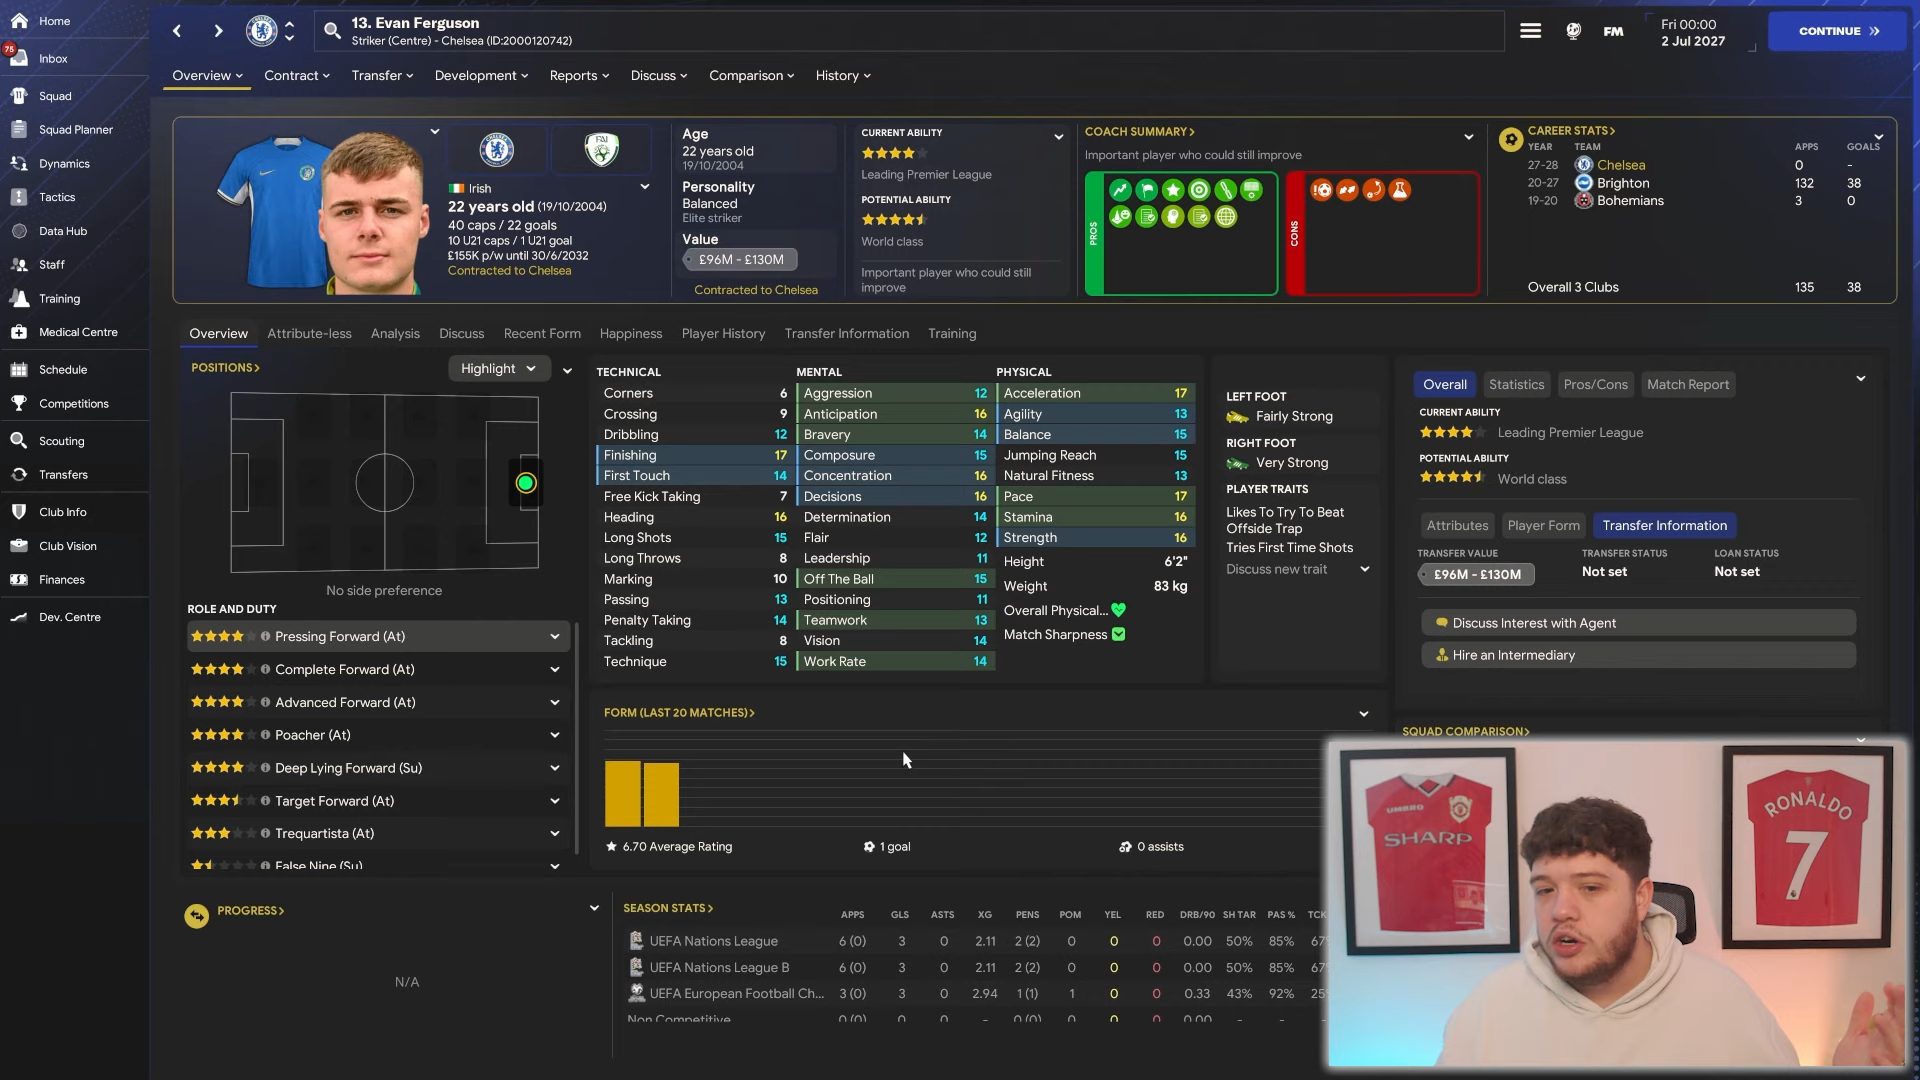 Home
75
Inbox
Squad
Squad Planner
Dynamics
Tactics
Data Hub
Staff
Training
Medical Centre
Schedule
Competitions
Scouting
Transfers
Club Info
Club Vision
Finances
Dev. Centre
13. Evan Ferguson
Striker (Centre) - Chelsea (ID:2000120742)
FM
Fri 00:00
2 Jul 2027
CONTINUE
Overview Contract Transfer Development Reports Discuss Comparison History
Irish
22 years old (19/10/2004)
40 caps / 22 goals
10 U21 caps / 1 U21 goal
£155K p/w until 30/6/2032
Contracted to Chelsea
Age
22 years old
19/10/2004
Personality
Balanced
Elite striker
Value
£96M - £130M
Contracted to Chelsea
CURRENT ABILITY
Leading Premier League
POTENTIAL ABILITY
World class
Important player who could still
improve
COACH SUMMARY>
Important player who could still improve
PROS
CONS
CAREER STATS>
YEAR TEAM APPS GOALS
27-28 Chelsea 0 -
20-27 Brighton 132 38
19-20 Bohemians 3 0
Overall 3 Clubs 135 38
Overview Attribute-less Analysis Discuss Recent Form Happiness Player History Transfer Information Training
POSITIONS>
Highlight
No side preference
ROLE AND DUTY
Pressing Forward (At)
Complete Forward (At)
Advanced Forward (At)
Poacher (At)
Deep Lying Forward (Su)
Target Forward (At)
Trequartista (At)
False Nine (Su)
TECHNICAL
Corners 6
Crossing 9
Dribbling 12
Finishing 17
First Touch 14
Free Kick Taking 7
Heading 16
Long Shots 15
Long Throws 8
Marking 10
Passing 13
Penalty Taking 14
Tackling 8
Technique 15
MENTAL
Aggression 12
Anticipation 16
Bravery 14
Composure 15
Concentration 16
Decisions 16
Determination 14
Flair 12
Leadership 11
Off The Ball 15
Positioning 11
Teamwork 13
Vision 14
Work Rate 14
PHYSICAL
Acceleration 17
Agility 13
Balance 15
Jumping Reach 15
Natural Fitness 13
Pace 17
Stamina 16
Strength 16
Height 6'2"
Weight 83 kg
Overall Physical...
Match Sharpness
LEFT FOOT
Fairly Strong
RIGHT FOOT
Very Strong
PLAYER TRAITS
Likes To Try To Beat
Offside Trap
Tries First Time Shots
Discuss new trait
Overall Statistics Pros/Cons Match Report
CURRENT ABILITY
Leading Premier League
POTENTIAL ABILITY
World class
Attributes Player Form Transfer Information
TRANSFER VALUE TRANSFER STATUS LOAN STATUS
£96M - £130M Not set Not set
Discuss Interest with Agent
Hire an Intermediary
SQUAD COMPARISON>
FORM (LAST 20 MATCHES)>
6.70 Average Rating 1 goal 0 assists
PROGRESS>
N/A
SEASON STATS> APPS GLS ASTS XG PENS POM YEL RED DRB/90 SH TAR PAS % TCK
UEFA Nations League 6 (0) 3 0 2.11 2 (2) 0 0 0 0.00 50% 85% 67
UEFA Nations League B 6 (0) 3 0 2.11 2 (2) 0 0 0 0.00 50% 85% 67
UEFA European Football Ch... 3 (0) 3 0 2.94 1 (1) 1 0 0 0.33 43% 92% 25
Non Competitive 0 (0) 0 0 - 0 (0) 0 0 0 0.00 - -
UMBRO
SHARP
RONALDO
7